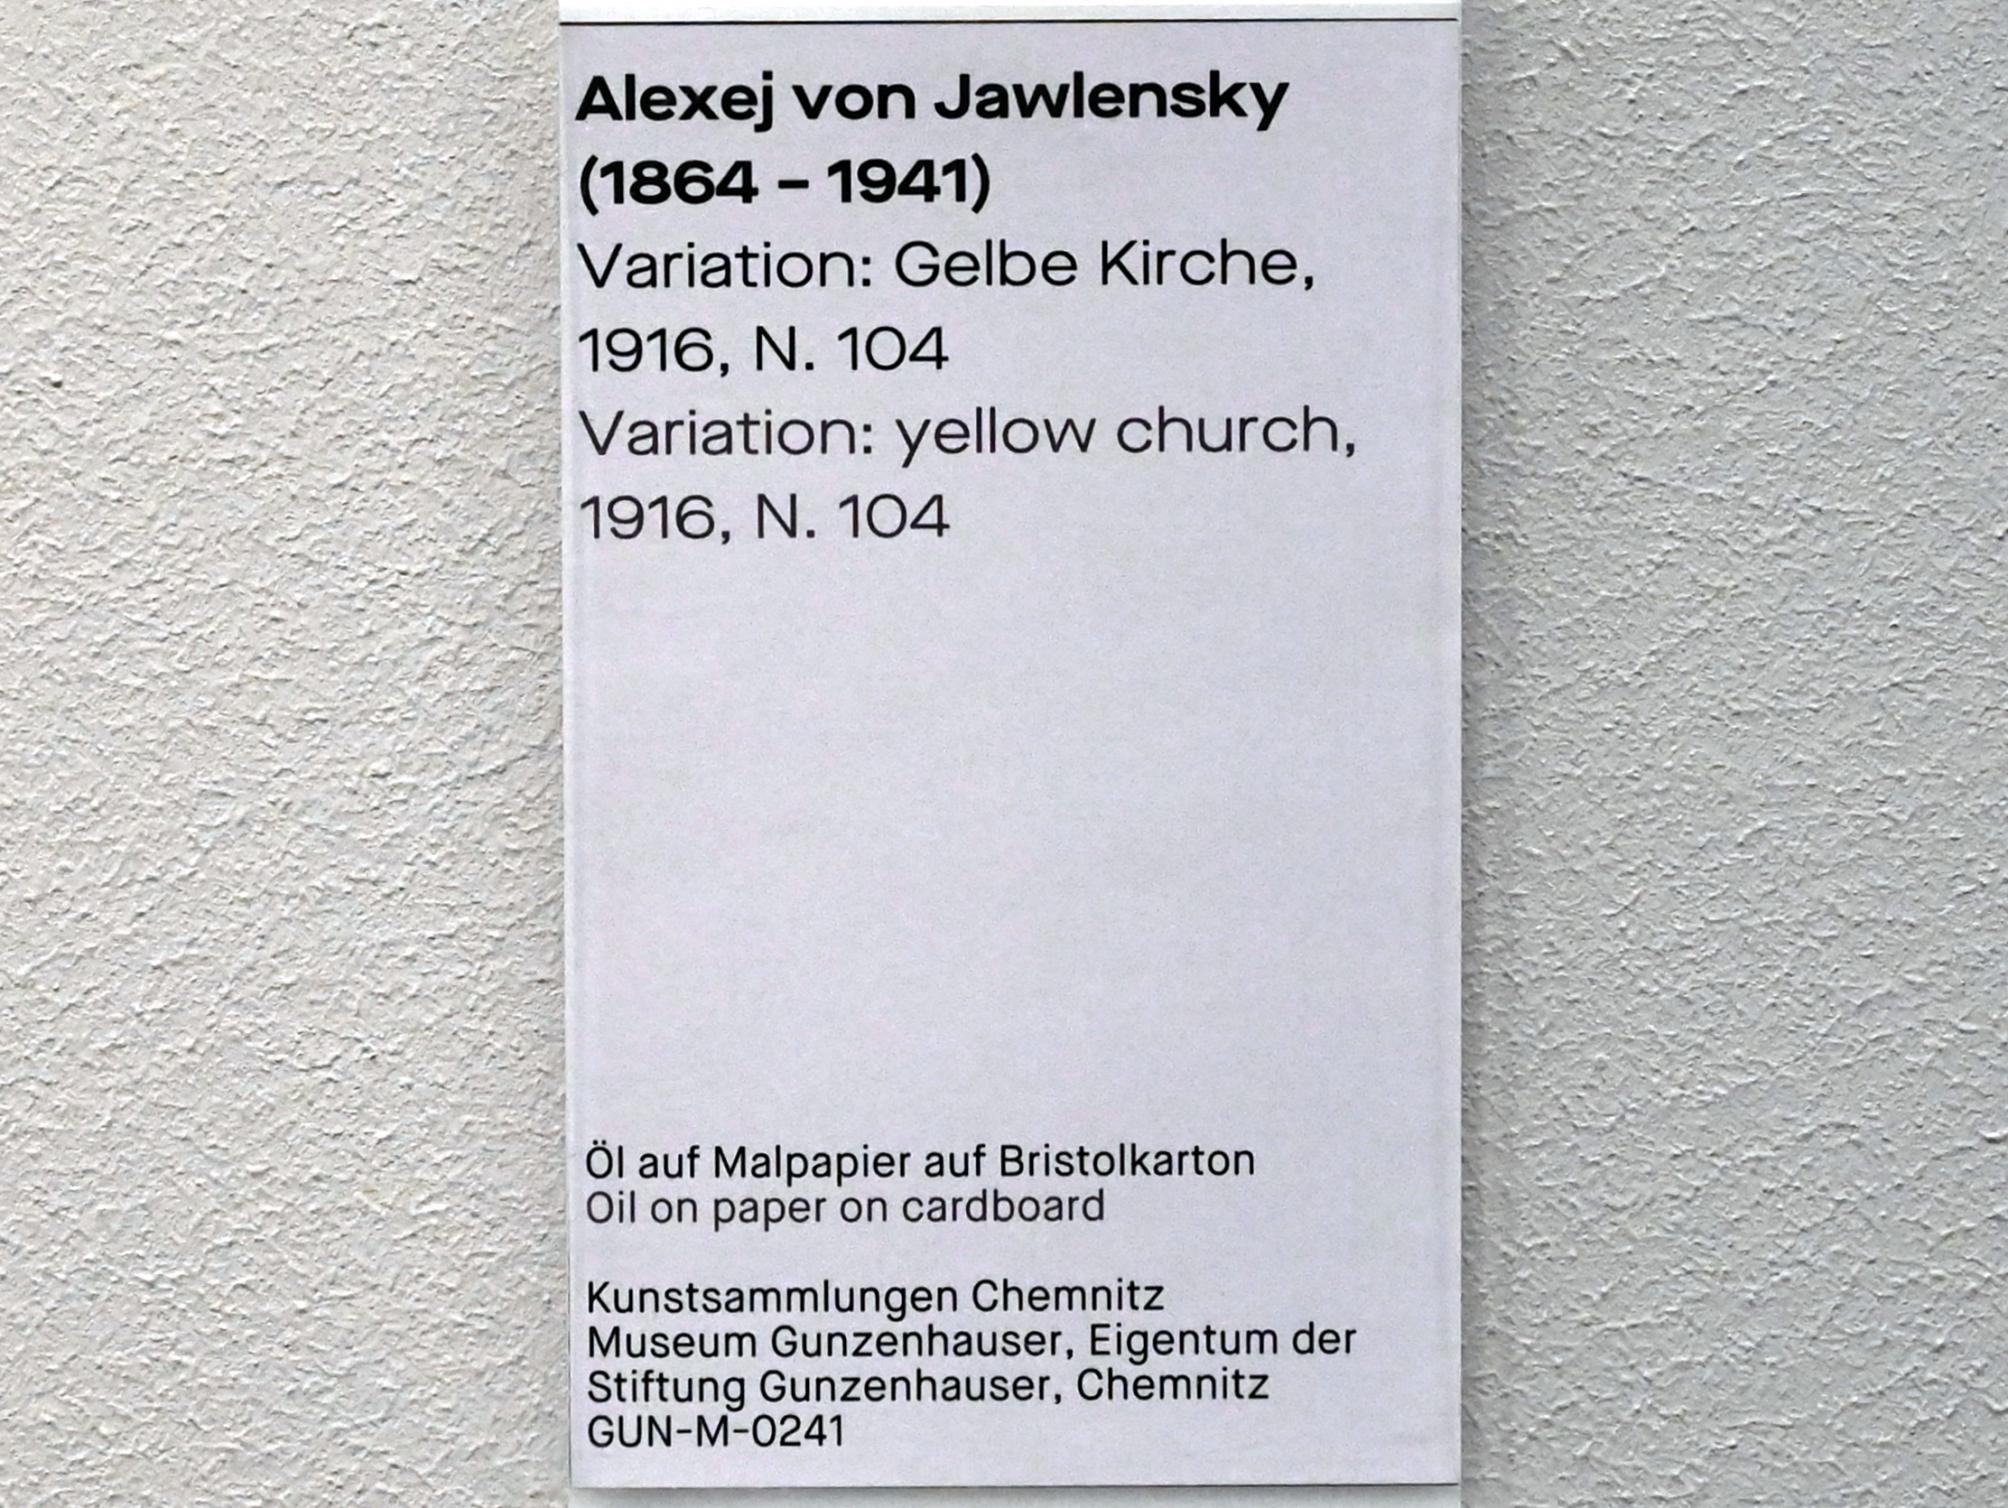 Alexej von Jawlensky
(1864 – 1941)
Variation: Gelbe Kirche,
1916, N. 104
Variation: yellow church,
1916, N. 104
Öl auf Malpapier auf Bristolkarton
Oil on paper on cardboard
Kunstsammlungen Chemnitz
Museum Gunzenhauser, Eigentum der
Stiftung Gunzenhauser, Chemnitz
GUN-M-0241